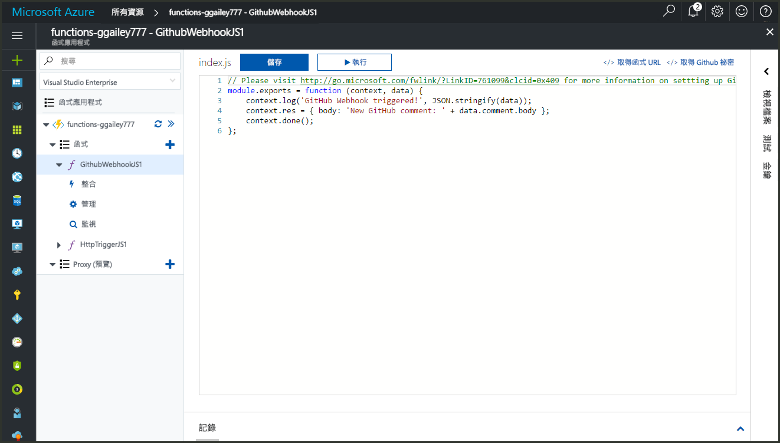 Microsoft Azure 所有資源 > functions-ggailey777 - GithubWebhookJS1
2
functions-ggailey777 - GithubWebhookJS1
函式應用程式
搜尋
Visual Studio Enterprise
函式應用程式
functions-ggailey777
函式
GithubWebhookJS1
整合
管理
監視
HttpTriggerJS1
Proxy (預覽)
index.js 儲存 執行 </> 取得函式 URL </> 取得 Github 祕密
1 // Please visit http://go.microsoft.com/fwlink/?LinkID=761099&clcid=0x409 for more information on settting up Gi
2 module.exports = function (context, data) {
3 context.log('GitHub Webhook triggered!', JSON.stringify(data));
4 context.res = { body: 'New GitHub comment: ' + data.comment.body };
5 context.done();
6 };
檢視檔案
測試
金鑰
記錄